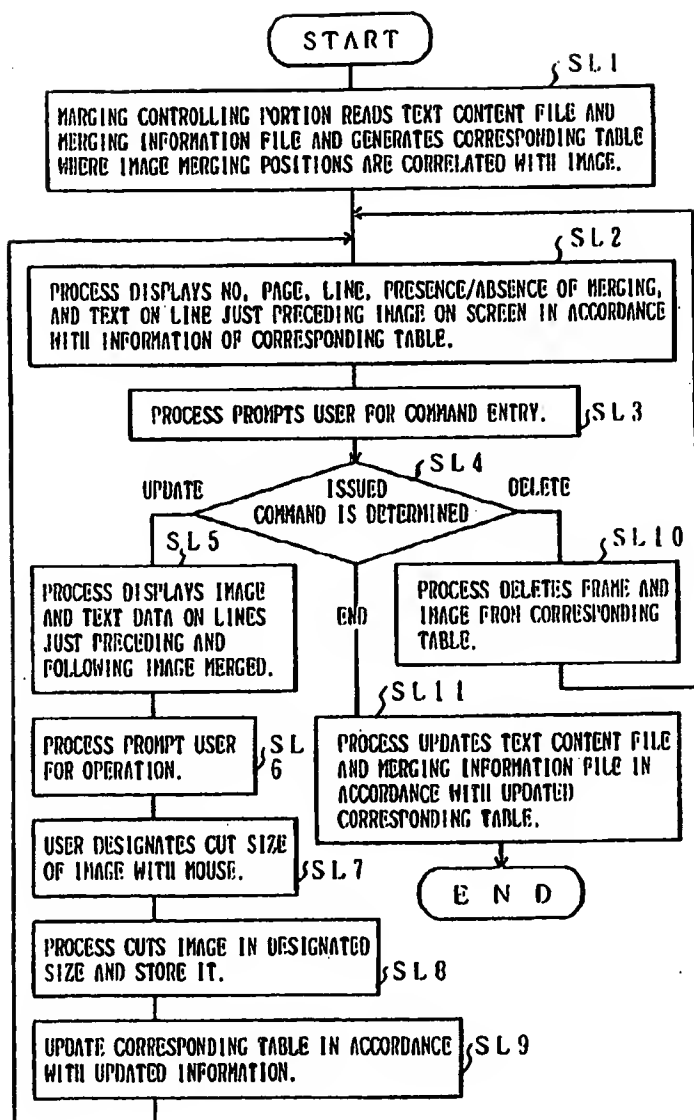 START
SL1
MARGING CONTROLLING PORTION READS TEXT CONTENT FILE AND
MERGING INFORMATION FILE AND GENERATES CORRESPONDING TABLE
WHERE IMAGE MERGING POSITIONS ARE CORRELATED WITH IMAGE.
SL2
PROCESS DISPLAYS NO, PAGE, LINE, PRESENCE/ABSENCE OF MERGING,
AND TEXT ON LINE JUST PRECEDING IMAGE ON SCREEN IN ACCORDANCE
WITH INFORMATION OF CORRESPONDING TABLE.
PROCESS PROMPTS USER FOR COMMAND ENTRY.
SL3
SL4
UPDATE
ISSUED
COMMAND IS DETERMINED
DELETE
SL5
PROCESS DISPLAYS IMAGE
AND TEXT DATA ON LINES
JUST PRECEDING AND
FOLLOWING IMAGE MERGED.
END
SL10
PROCESS DELETES FRAME AND
IMAGE FROM CORRESPONDING
TABLE.
SL11
PROCESS UPDATES TEXT CONTENT FILE
AND MERGING INFORMATION FILE IN
ACCORDANCE WITH UPDATED
CORRESPONDING TABLE.
END
PROCESS PROMPT USER
FOR OPERATION.
SL
6
USER DESIGNATES CUT SIZE
OF IMAGE WITH MOUSE.
SL7
PROCESS CUTS IMAGE IN DESIGNATED
SIZE AND STORE IT.
SL8
UPDATE CORRESPONDING TABLE IN ACCORDANCE
WITH UPDATED INFORMATION.
SL9